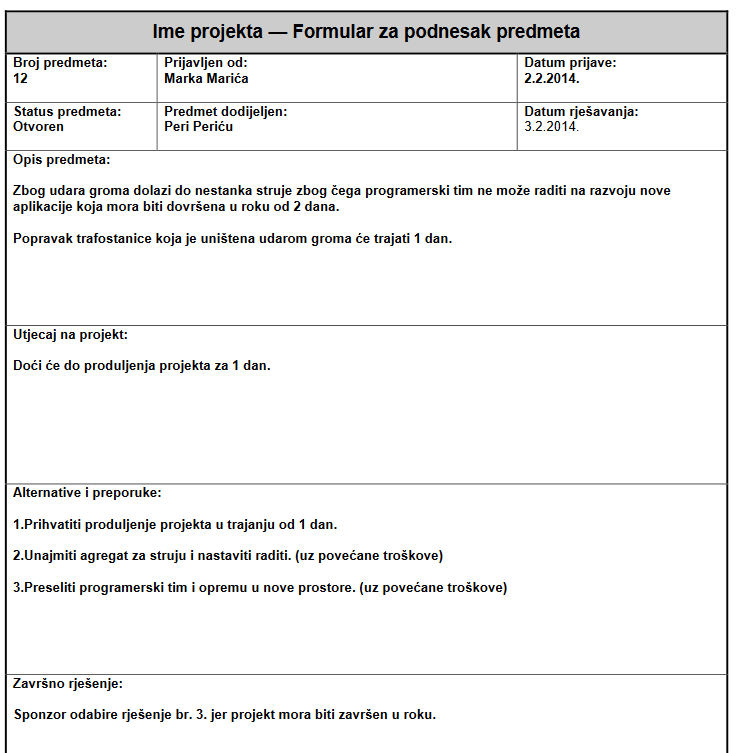 Ime projekta — Formular za podnesak predmeta
Broj predmeta:
12
Prijavljen od:
Marka Marića
Datum prijave:
2.2.2014.
Status predmeta:
Otvoren
Predmet dodijeljen:
Peri Periću
Datum rješavanja:
3.2.2014.
Opis predmeta:
Zbog udara groma dolazi do nestanka struje zbog čega programerski tim ne može raditi na razvoju nove
aplikacije koja mora biti dovršena u roku od 2 dana.
Popravak trafostanice koja je uništena udarom groma će trajati 1 dan.
Utjecaj na projekt:
Doći će do produljenja projekta za 1 dan.
Alternative i preporuke:
1.Prihvatiti produljenje projekta u trajanju od 1 dan.
2.Unajmiti agregat za struju i nastaviti raditi. (uz povećane troškove)
3.Preseliti programerski tim i opremu u nove prostore. (uz povećane troškove)
Završno rješenje:
Sponzor odabire rješenje br. 3. jer projekt mora biti završen u roku.